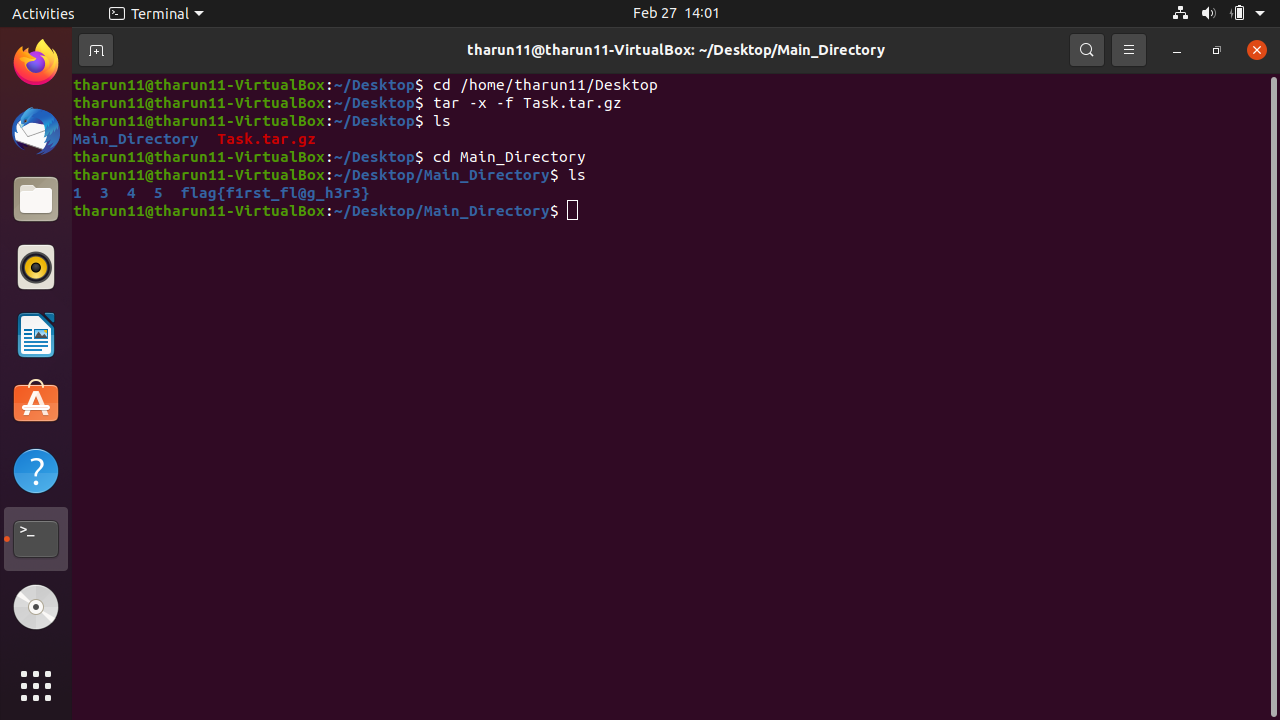 Activities Terminal Feb 27 14:01
tharun11@tharun11-VirtualBox: ~/Desktop/Main_Directory
tharun11@tharun11-VirtualBox:~/Desktop$ cd /home/tharun11/Desktop
tharun11@tharun11-VirtualBox:~/Desktop$ tar -x -f Task.tar.gz
tharun11@tharun11-VirtualBox:~/Desktop$ ls
Main_Directory  Task.tar.gz
tharun11@tharun11-VirtualBox:~/Desktop$ cd Main_Directory
tharun11@tharun11-VirtualBox:~/Desktop/Main_Directory$ ls
1  3  4  5  flag{f1rst_fl@g_h3r3}
tharun11@tharun11-VirtualBox:~/Desktop/Main_Directory$